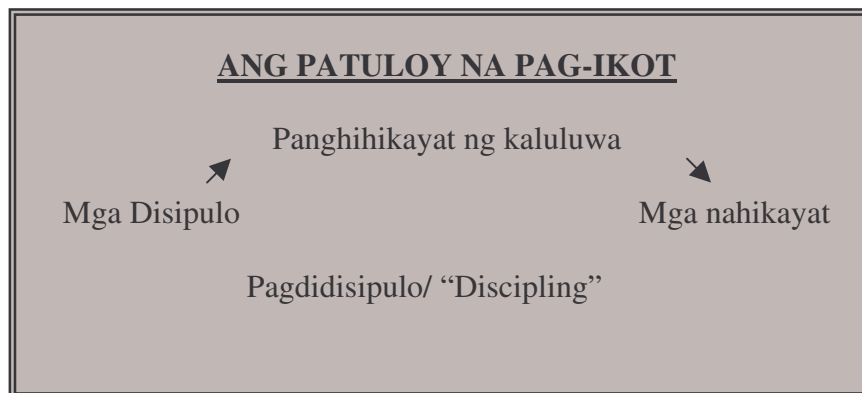 ANG PATULOY NA PAG-IKOT
Panghihikayat ng kaluluwa
Mga Disipulo Mga nahikayat
Pagdidisipulo/ “Discipling”